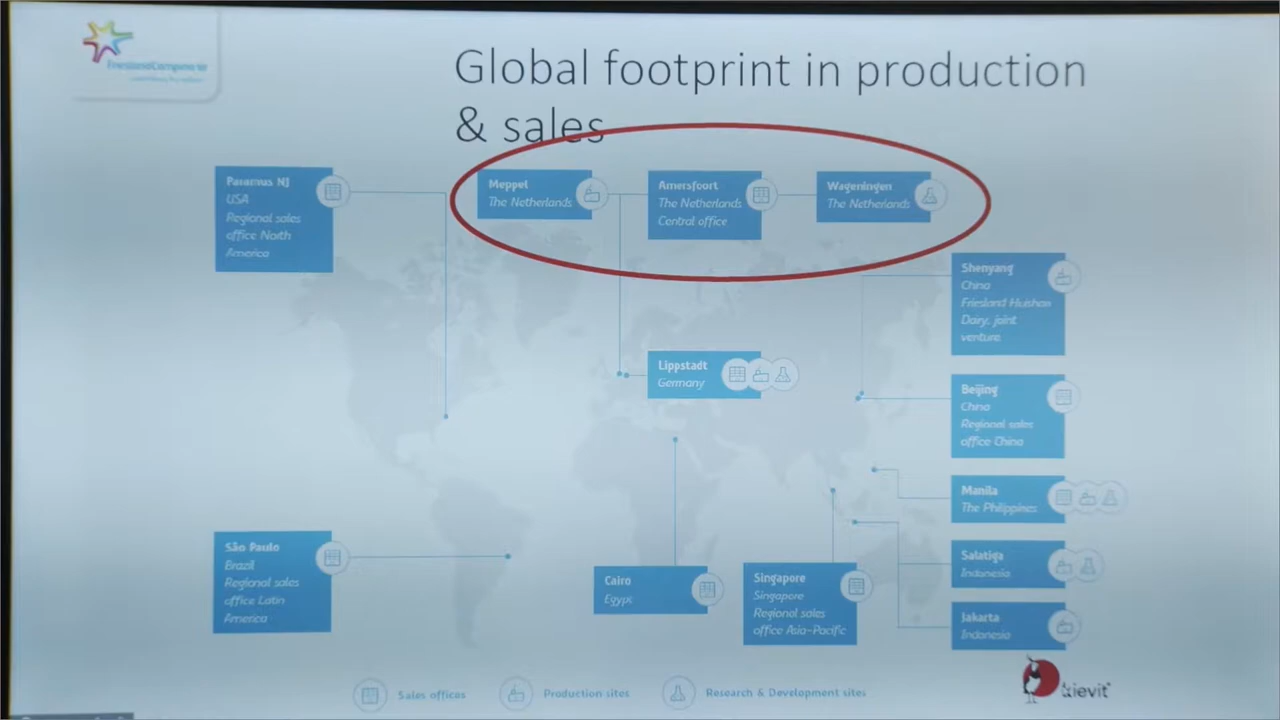 FrieslandCampina
Global footprint in production
& sales
Paramus NJ
USA
Regional sales
office North
America
Meppel
The Netherlands
Amersfoort
The Netherlands
Central office
Wageningen
The Netherlands
Shenyang
China
Friesland Huishan
Dairy, joint
venture
Lippstadt
Germany
Beijing
China
Regional sales
office China
Manila
The Philippines
São Paulo
Brazil
Regional sales
office Latin
America
Cairo
Egypt
Singapore
Singapore
Regional sales
office Asia-Pacific
Salatiga
Indonesia
Jakarta
Indonesia
Sales offices
Production sites
Research & Development sites
kievit